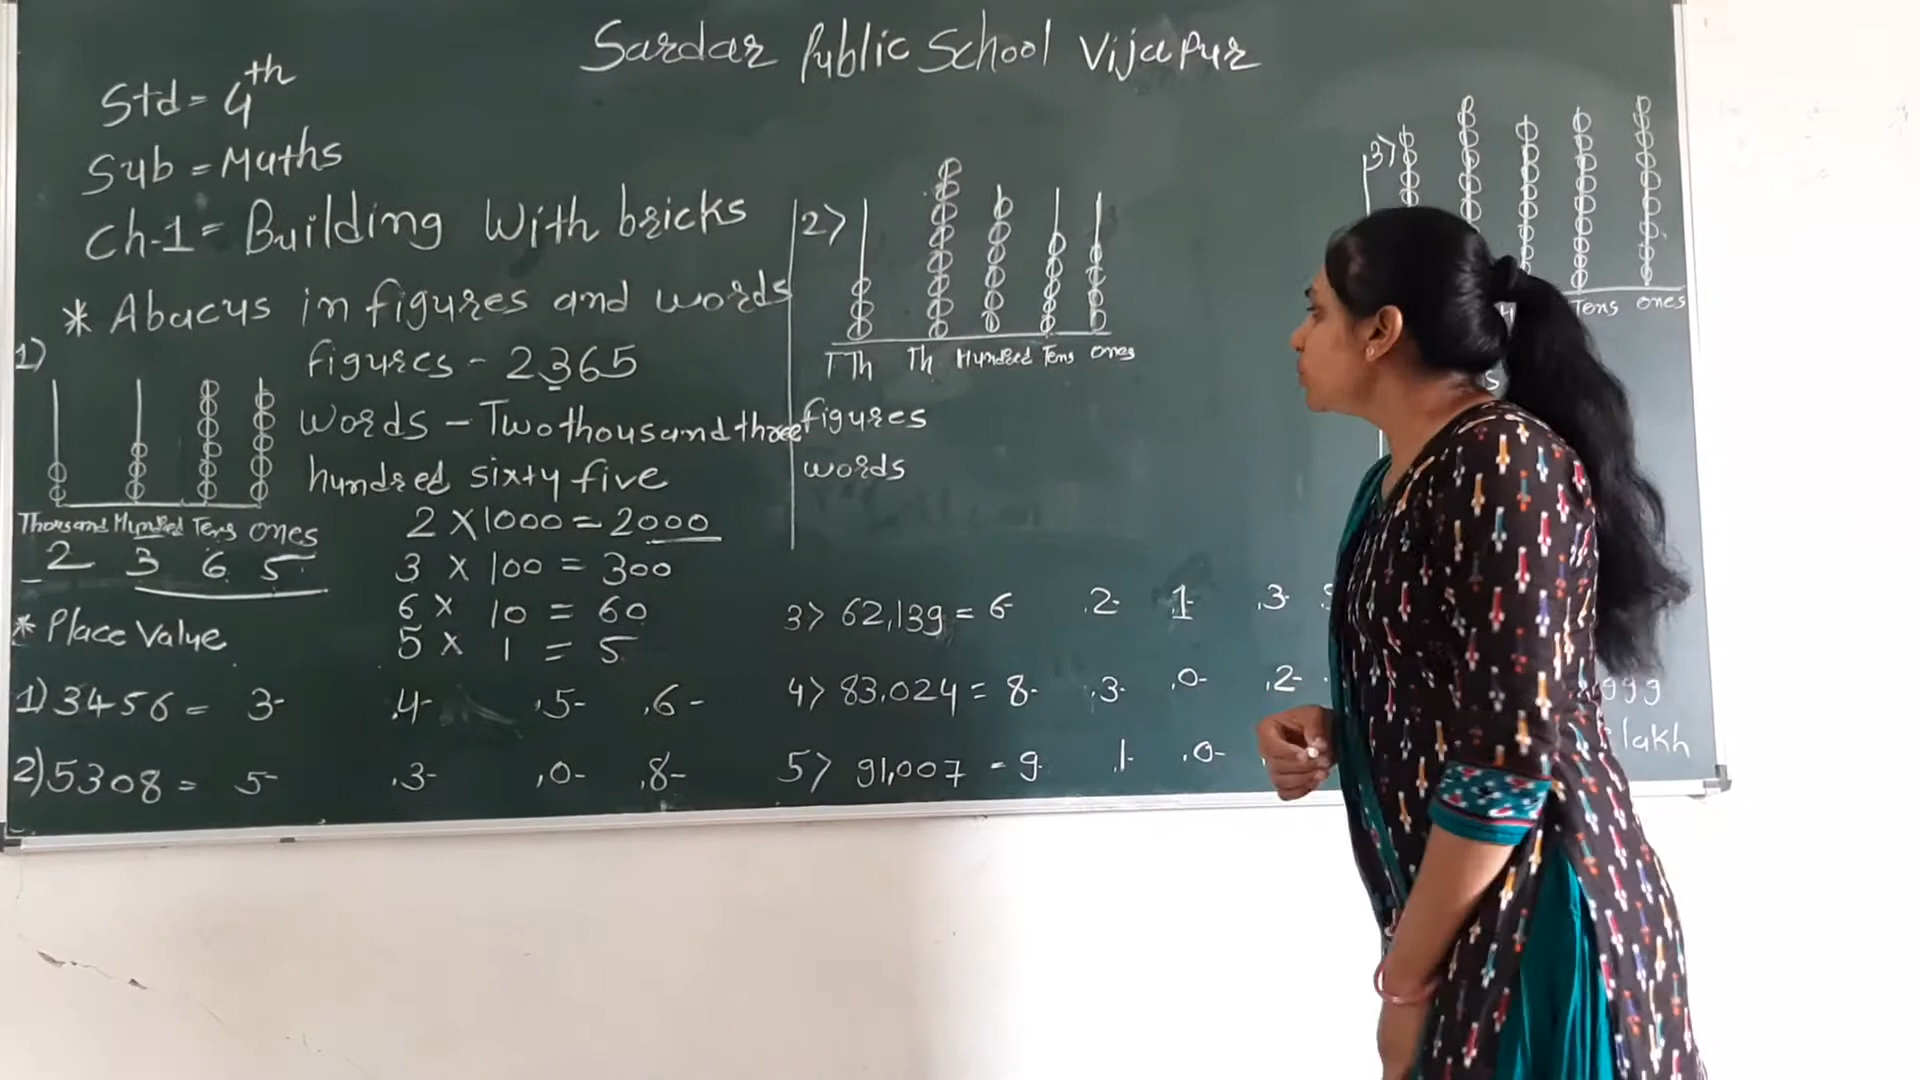 Sardar Public School Vijapur
Std = 4th
Sub = Maths
Ch-1 = Building With bricks
* Abacus in figures and words
1)
figures - 2365
words - Two thousand three
hundred sixty five
Thousand Hundred Tens ones
2 3 6 5
2 X 1000 = 2000
3 X 100 = 300
6 X 10 = 60
5 X 1 = 5
* Place Value
1) 3456 = 3- ,4- ,5- ,6-
2) 5308 = 5- ,3- ,0- ,8-
2>
T Th Th Hundred Tens ones
figures
words
3>
Tens ones
3> 62,139 = 6- ,2- 1- ,3-
4> 83,024 = 8- ,3- ,0- ,2-
5> 91,007 = 9- ,1- ,0-
999
lakh